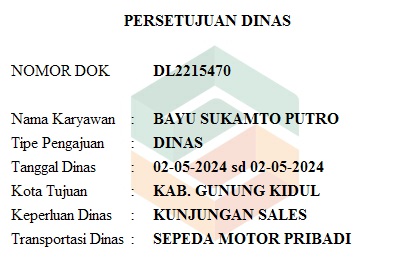 PERSETUJUAN DINAS
NOMOR DOK DL2215470
Nama Karyawan : BAYU SUKAMTO PUTRO
Tipe Pengajuan : DINAS
Tanggal Dinas : 02-05-2024 sd 02-05-2024
Kota Tujuan : KAB. GUNUNG KIDUL
Keperluan Dinas : KUNJUNGAN SALES
Transportasi Dinas : SEPEDA MOTOR PRIBADI